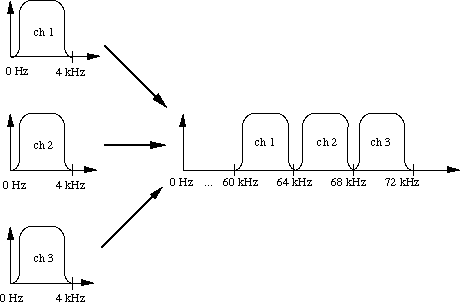 ch 1
0 Hz 4 kHz
ch 2
0 Hz 4 kHz
ch 3
0 Hz 4 kHz
ch 1 ch 2 ch 3
0 Hz ... 60 kHz 64 kHz 68 kHz 72 kHz